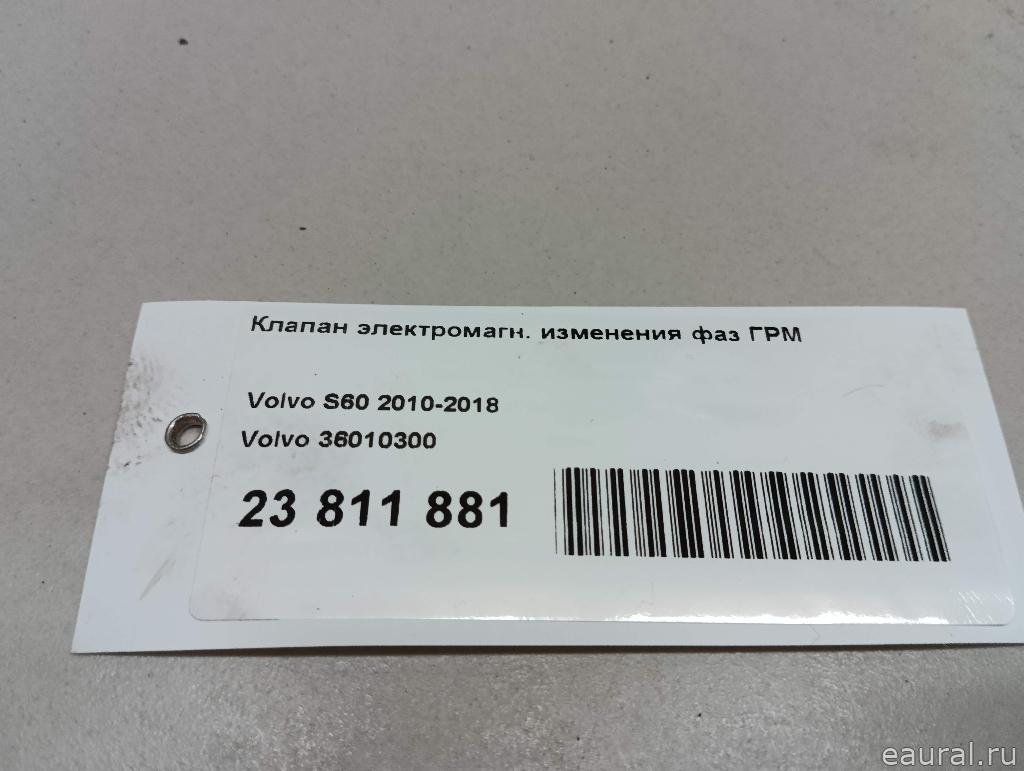 Клапан электромагн. изменения фаз ГРМ
Volvo S60 2010-2018
Volvo 36010300
23 811 881
eaural.ru